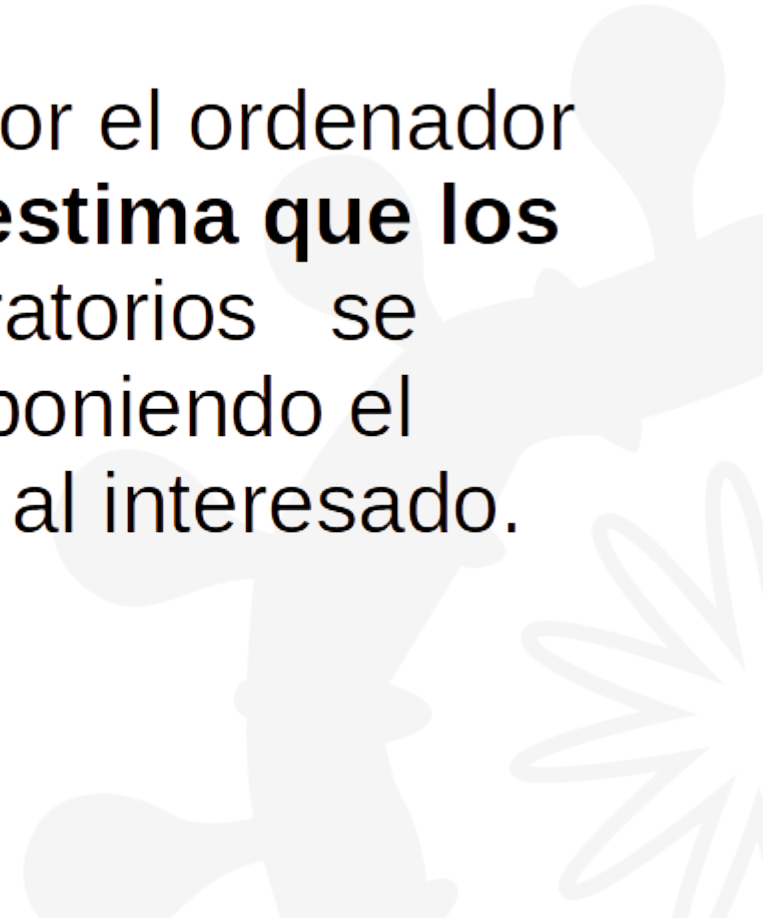 or el ordenador
estima que los
ratorios se
poniendo el
al interesado.